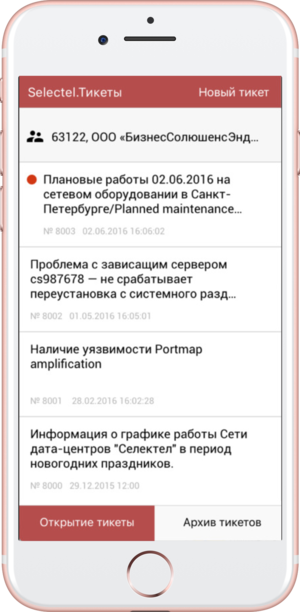 Selectel.Тикеты
Новый тикет
63122, ООО «БизнесСолюшенсЭнд...
Плановые работы 02.06.2016 на
сетевом оборудовании в Санкт-
Петербурге/Planned maintenance...
№ 8003 02.06.2016 16:06:02
Проблема с зависащим сервером
cs987678 — не срабатывает
переустановка с системного разд...
№ 8002 01.05.2016 16:05:01
Наличие уязвимости Portmap
amplification
№ 8001 28.02.2016 16:02:28
Информация о графике работы Сети
дата-центров "Селектел" в период
новогодних праздников.
№ 8000 29.12.2015 12:00
Открытие тикеты
Архив тикетов